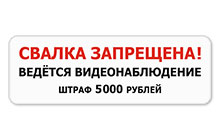 СВАЛКА ЗАПРЕЩЕНА!
ВЕДЁТСЯ ВИДЕОНАБЛЮДЕНИЕ
ШТРАФ 5000 РУБЛЕЙ